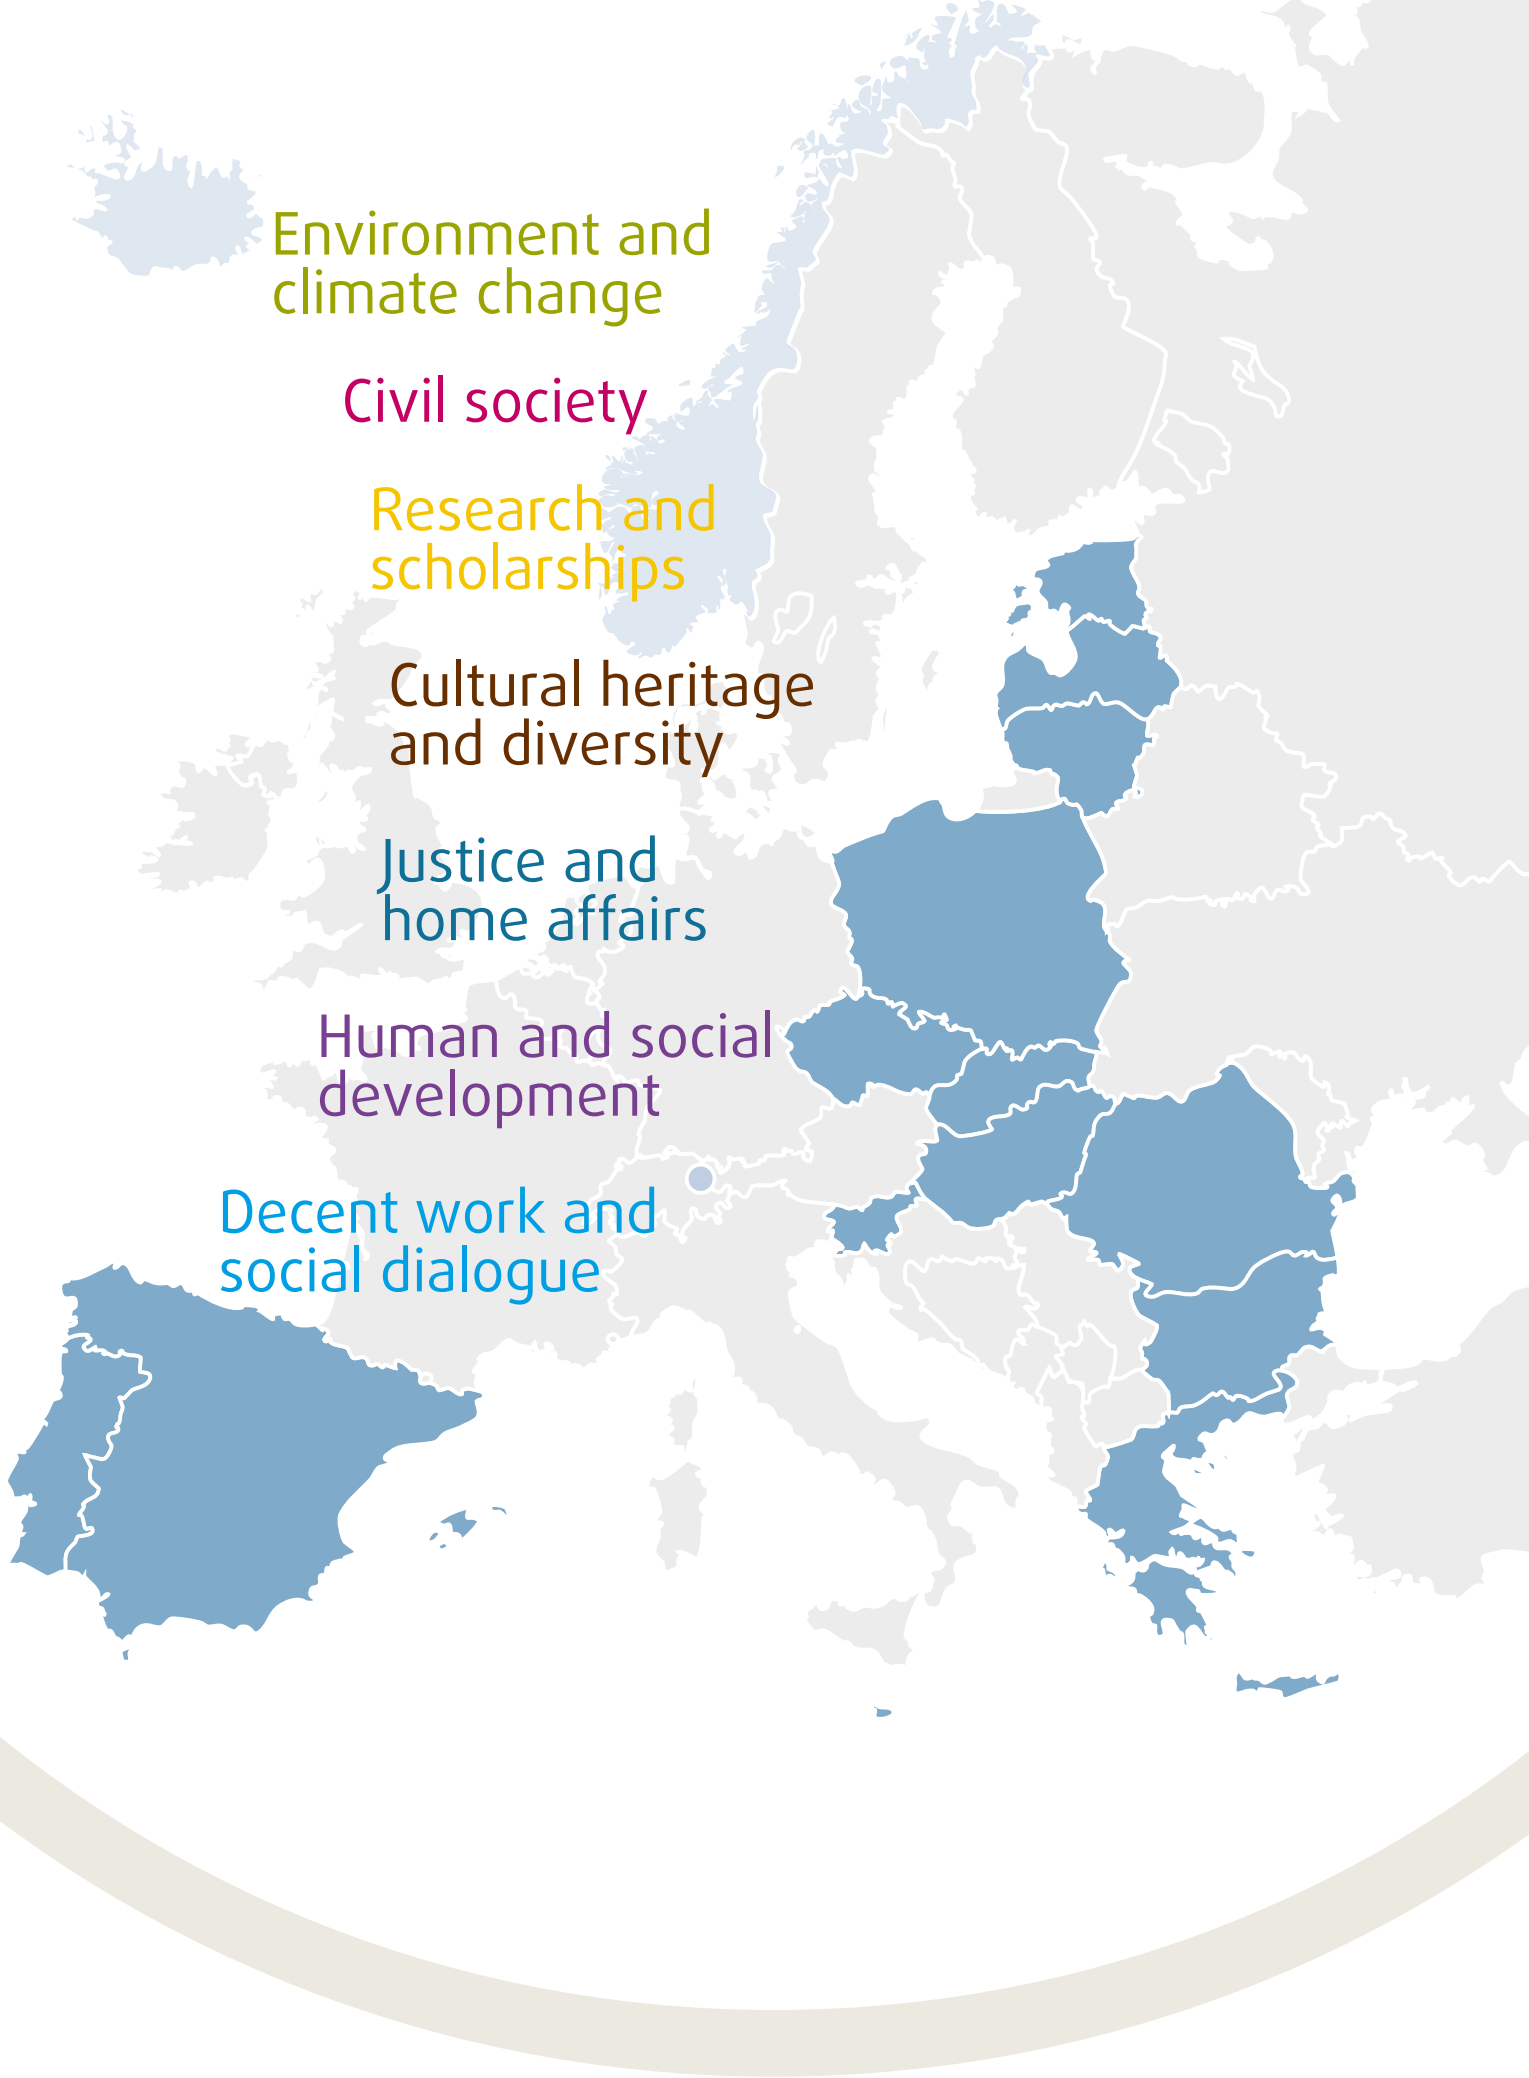 Environment and
climate change
Civil society
Research and
scholarships
Cultural heritage
and diversity
Justice and
home affairs
Human and social
development
Decent work and
social dialogue